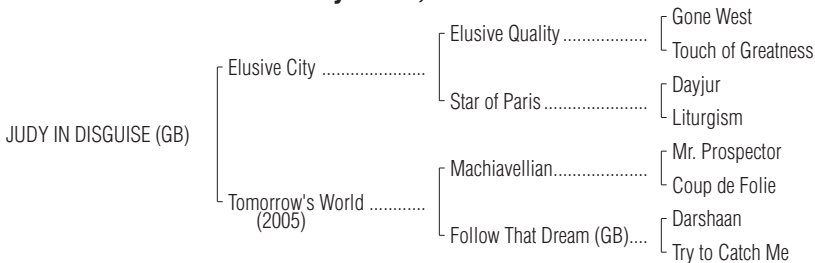 Gone West
Elusive Quality ..................
Touch of Greatness
Elusive City ......................
Dayjur
Star of Paris ......................
Liturgism
JUDY IN DISGUISE (GB)
Mr. Prospector
Machiavellian....................
Coup de Folie
Tomorrow's World ............
(2005)
Darshaan
Follow That Dream (GB)....
Try to Catch Me